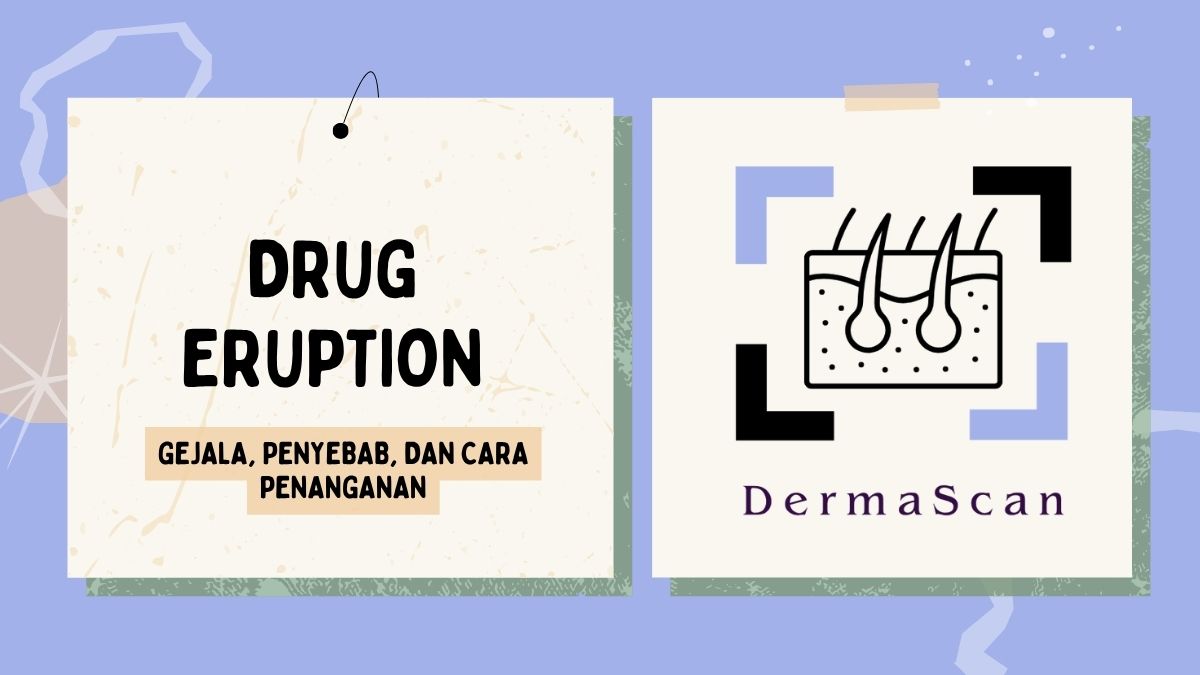 DRUG
ERUPTION
GEJALA, PENYEBAB, DAN CARA
PENANGANAN
DermaScan